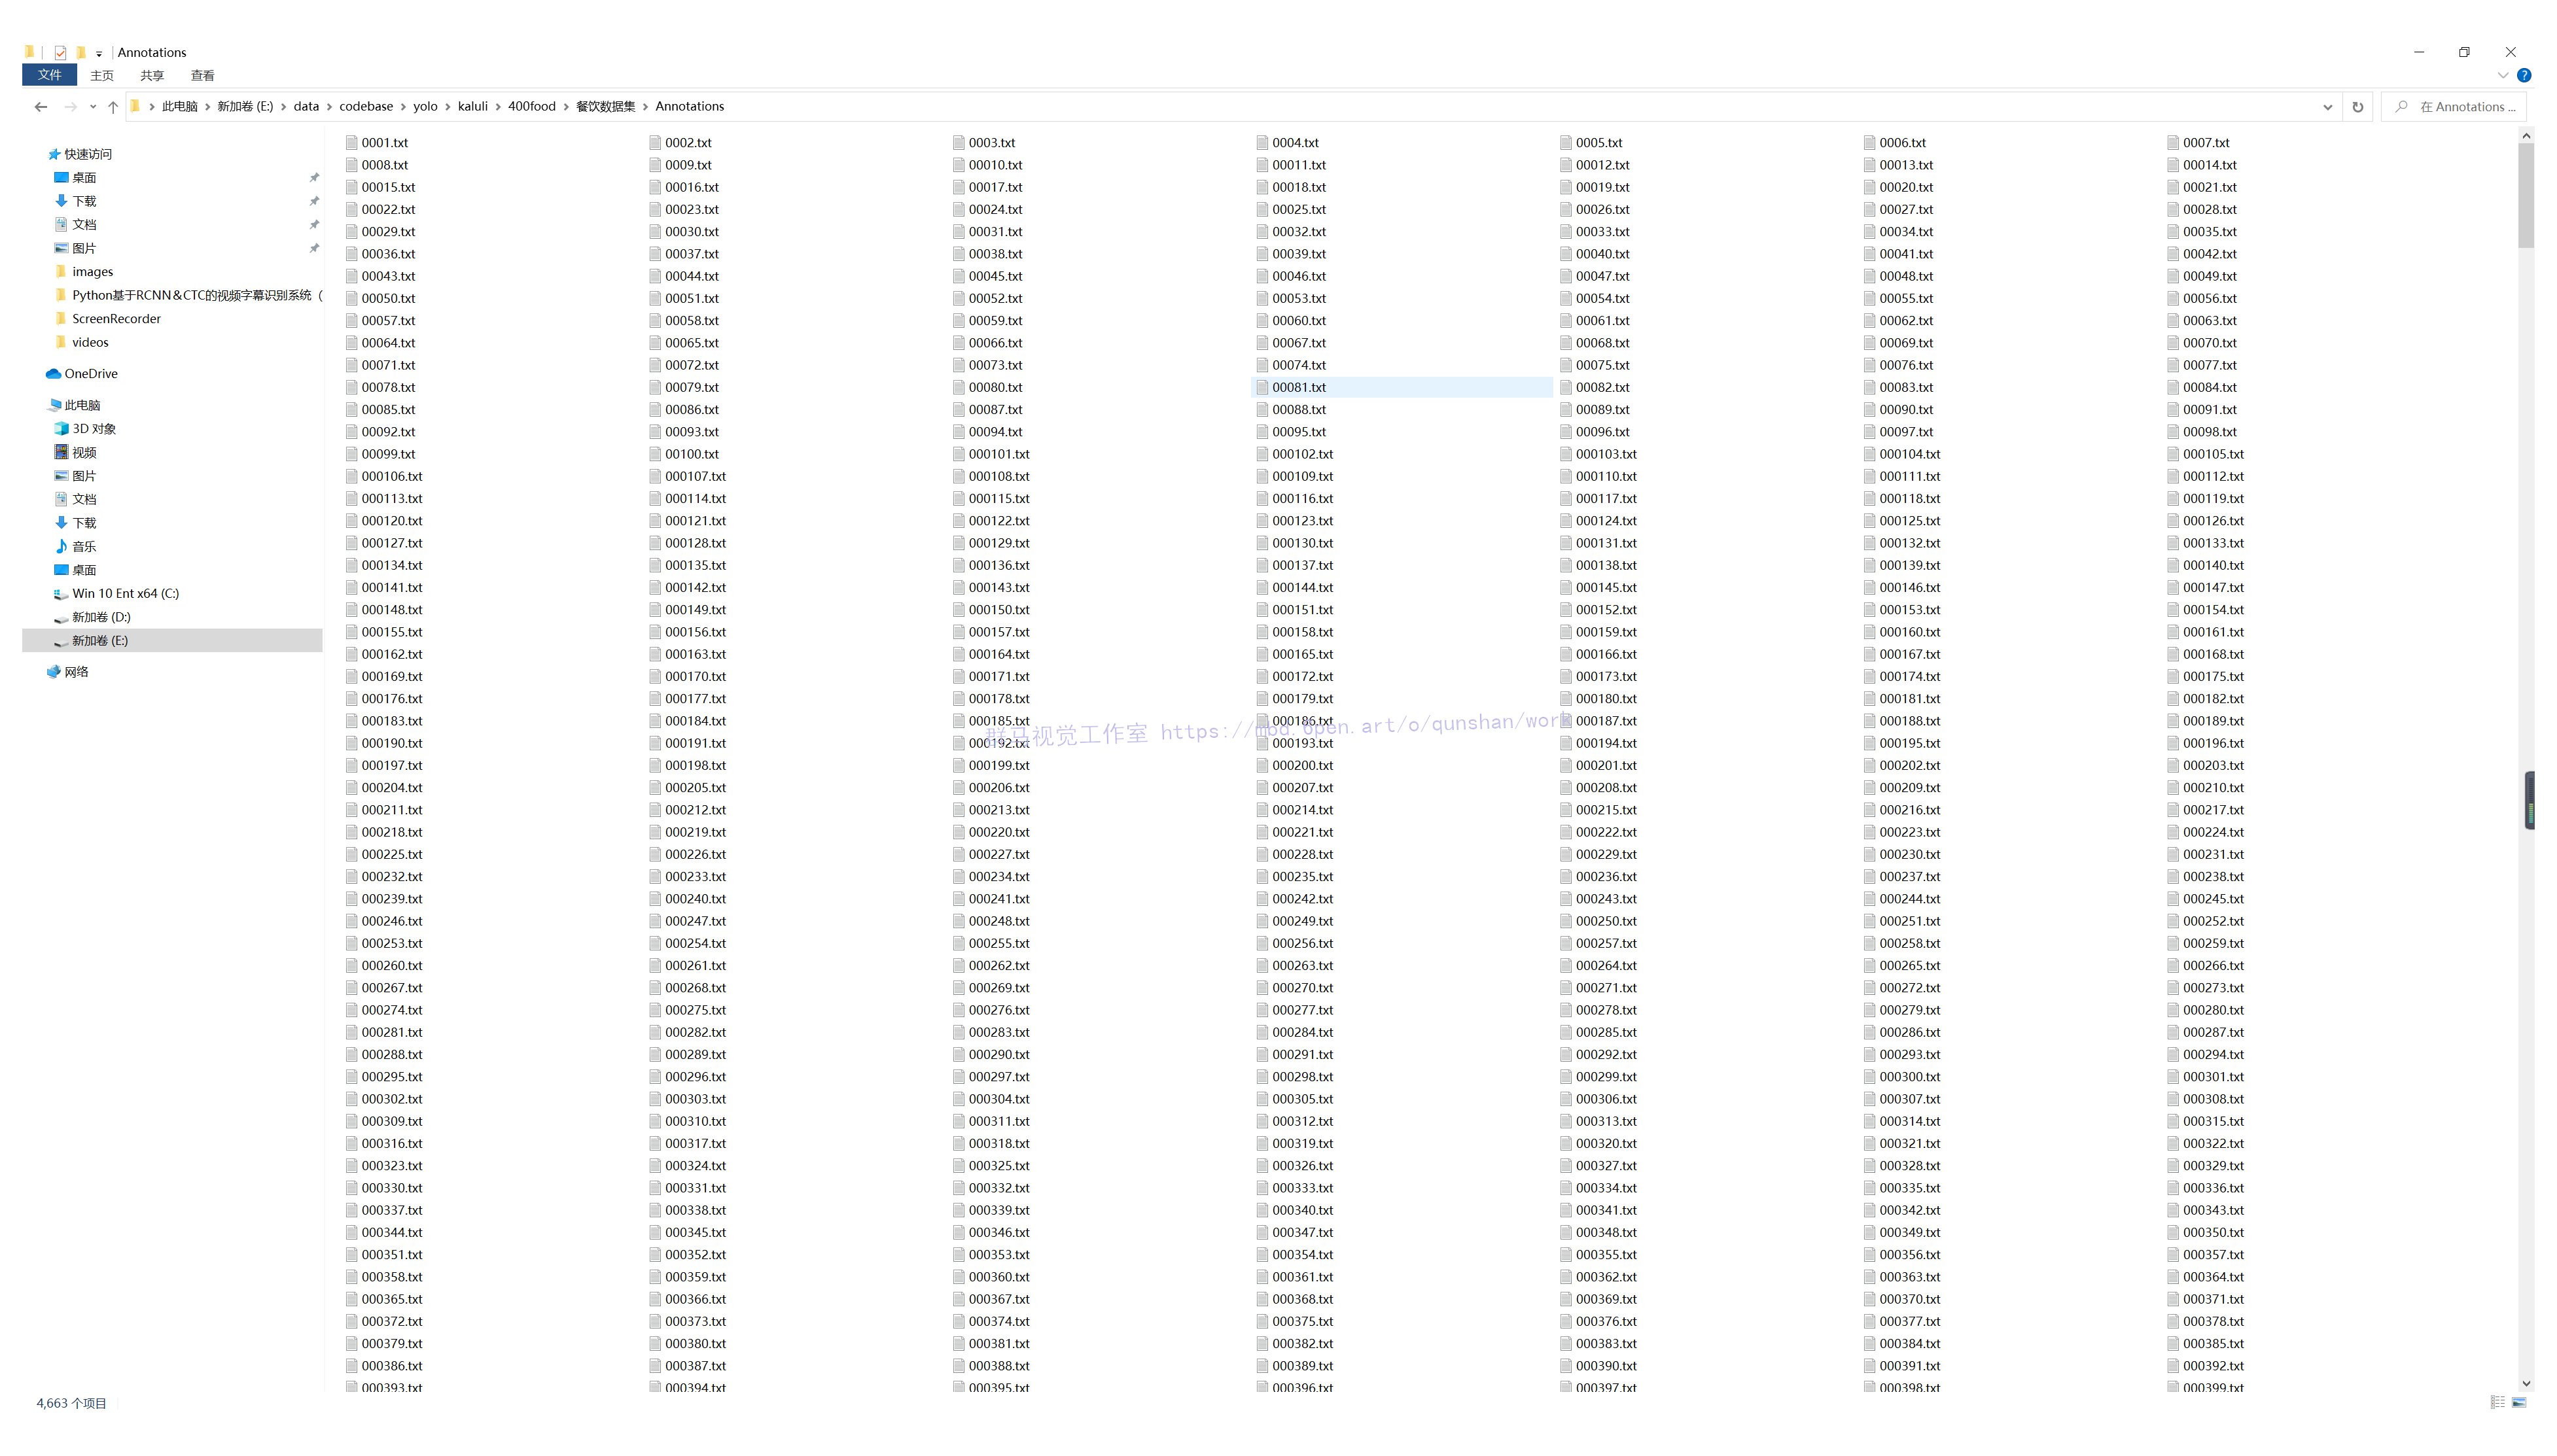 Annotations
文件 主页 共享 查看
此电脑 › 新加卷 (E:) › data › codebase › yolo › kaluli › 400food › 餐饮数据集 › Annotations
在 Annotations ...
快速访问
桌面
下载
文档
图片
images
Python基于RCNN&CTC的视频字幕识别系统（
ScreenRecorder
videos
OneDrive
此电脑
3D 对象
视频
图片
文档
下载
音乐
桌面
Win 10 Ent x64 (C:)
新加卷 (D:)
新加卷 (E:)
网络
0001.txt 0002.txt 0003.txt 0004.txt 0005.txt 0006.txt 0007.txt
0008.txt 0009.txt 00010.txt 00011.txt 00012.txt 00013.txt 00014.txt
00015.txt 00016.txt 00017.txt 00018.txt 00019.txt 00020.txt 00021.txt
00022.txt 00023.txt 00024.txt 00025.txt 00026.txt 00027.txt 00028.txt
00029.txt 00030.txt 00031.txt 00032.txt 00033.txt 00034.txt 00035.txt
00036.txt 00037.txt 00038.txt 00039.txt 00040.txt 00041.txt 00042.txt
00043.txt 00044.txt 00045.txt 00046.txt 00047.txt 00048.txt 00049.txt
00050.txt 00051.txt 00052.txt 00053.txt 00054.txt 00055.txt 00056.txt
00057.txt 00058.txt 00059.txt 00060.txt 00061.txt 00062.txt 00063.txt
00064.txt 00065.txt 00066.txt 00067.txt 00068.txt 00069.txt 00070.txt
00071.txt 00072.txt 00073.txt 00074.txt 00075.txt 00076.txt 00077.txt
00078.txt 00079.txt 00080.txt 00081.txt 00082.txt 00083.txt 00084.txt
00085.txt 00086.txt 00087.txt 00088.txt 00089.txt 00090.txt 00091.txt
00092.txt 00093.txt 00094.txt 00095.txt 00096.txt 00097.txt 00098.txt
00099.txt 00100.txt 000101.txt 000102.txt 000103.txt 000104.txt 000105.txt
000106.txt 000107.txt 000108.txt 000109.txt 000110.txt 000111.txt 000112.txt
000113.txt 000114.txt 000115.txt 000116.txt 000117.txt 000118.txt 000119.txt
000120.txt 000121.txt 000122.txt 000123.txt 000124.txt 000125.txt 000126.txt
000127.txt 000128.txt 000129.txt 000130.txt 000131.txt 000132.txt 000133.txt
000134.txt 000135.txt 000136.txt 000137.txt 000138.txt 000139.txt 000140.txt
000141.txt 000142.txt 000143.txt 000144.txt 000145.txt 000146.txt 000147.txt
000148.txt 000149.txt 000150.txt 000151.txt 000152.txt 000153.txt 000154.txt
000155.txt 000156.txt 000157.txt 000158.txt 000159.txt 000160.txt 000161.txt
000162.txt 000163.txt 000164.txt 000165.txt 000166.txt 000167.txt 000168.txt
000169.txt 000170.txt 000171.txt 000172.txt 000173.txt 000174.txt 000175.txt
000176.txt 000177.txt 000178.txt 000179.txt 000180.txt 000181.txt 000182.txt
000183.txt 000184.txt 000185.txt 000186.txt 000187.txt 000188.txt 000189.txt
群马视觉工作室 https://mbd.6pen.art/o/qunshan/work
000190.txt 000191.txt 000192.txt 000193.txt 000194.txt 000195.txt 000196.txt
000197.txt 000198.txt 000199.txt 000200.txt 000201.txt 000202.txt 000203.txt
000204.txt 000205.txt 000206.txt 000207.txt 000208.txt 000209.txt 000210.txt
000211.txt 000212.txt 000213.txt 000214.txt 000215.txt 000216.txt 000217.txt
000218.txt 000219.txt 000220.txt 000221.txt 000222.txt 000223.txt 000224.txt
000225.txt 000226.txt 000227.txt 000228.txt 000229.txt 000230.txt 000231.txt
000232.txt 000233.txt 000234.txt 000235.txt 000236.txt 000237.txt 000238.txt
000239.txt 000240.txt 000241.txt 000242.txt 000243.txt 000244.txt 000245.txt
000246.txt 000247.txt 000248.txt 000249.txt 000250.txt 000251.txt 000252.txt
000253.txt 000254.txt 000255.txt 000256.txt 000257.txt 000258.txt 000259.txt
000260.txt 000261.txt 000262.txt 000263.txt 000264.txt 000265.txt 000266.txt
000267.txt 000268.txt 000269.txt 000270.txt 000271.txt 000272.txt 000273.txt
000274.txt 000275.txt 000276.txt 000277.txt 000278.txt 000279.txt 000280.txt
000281.txt 000282.txt 000283.txt 000284.txt 000285.txt 000286.txt 000287.txt
000288.txt 000289.txt 000290.txt 000291.txt 000292.txt 000293.txt 000294.txt
000295.txt 000296.txt 000297.txt 000298.txt 000299.txt 000300.txt 000301.txt
000302.txt 000303.txt 000304.txt 000305.txt 000306.txt 000307.txt 000308.txt
000309.txt 000310.txt 000311.txt 000312.txt 000313.txt 000314.txt 000315.txt
000316.txt 000317.txt 000318.txt 000319.txt 000320.txt 000321.txt 000322.txt
000323.txt 000324.txt 000325.txt 000326.txt 000327.txt 000328.txt 000329.txt
000330.txt 000331.txt 000332.txt 000333.txt 000334.txt 000335.txt 000336.txt
000337.txt 000338.txt 000339.txt 000340.txt 000341.txt 000342.txt 000343.txt
000344.txt 000345.txt 000346.txt 000347.txt 000348.txt 000349.txt 000350.txt
000351.txt 000352.txt 000353.txt 000354.txt 000355.txt 000356.txt 000357.txt
000358.txt 000359.txt 000360.txt 000361.txt 000362.txt 000363.txt 000364.txt
000365.txt 000366.txt 000367.txt 000368.txt 000369.txt 000370.txt 000371.txt
000372.txt 000373.txt 000374.txt 000375.txt 000376.txt 000377.txt 000378.txt
000379.txt 000380.txt 000381.txt 000382.txt 000383.txt 000384.txt 000385.txt
000386.txt 000387.txt 000388.txt 000389.txt 000390.txt 000391.txt 000392.txt
000393.txt 000394.txt 000395.txt 000396.txt 000397.txt 000398.txt 000399.txt
4,663 个项目